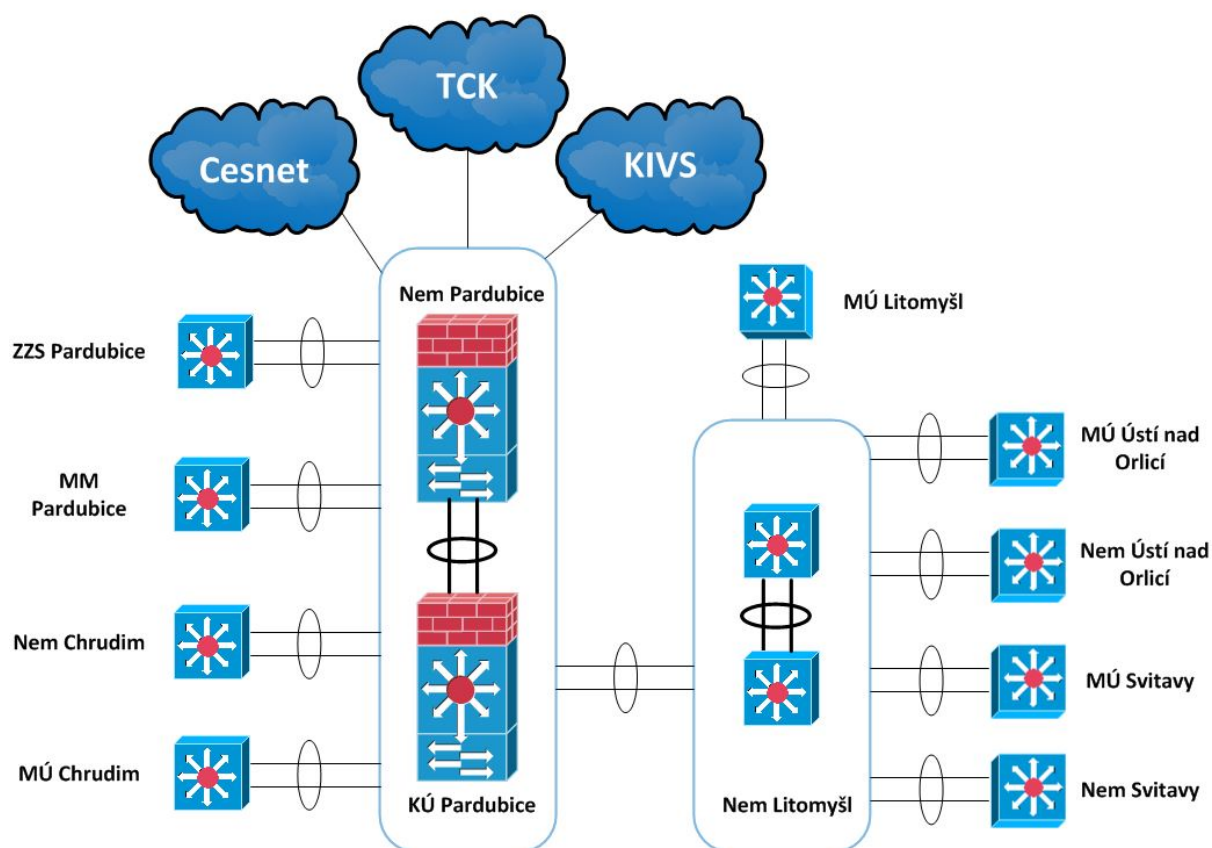 TCK
Cesnet
KIVS
Nem Pardubice
MÚ Litomyšl
ZZS Pardubice
MÚ Ústí nad
Orlicí
MM
Pardubice
Nem Ústí nad
Orlicí
Nem Chrudim
MÚ Svitavy
MÚ Chrudim
KÚ Pardubice
Nem Litomyšl
Nem Svitavy